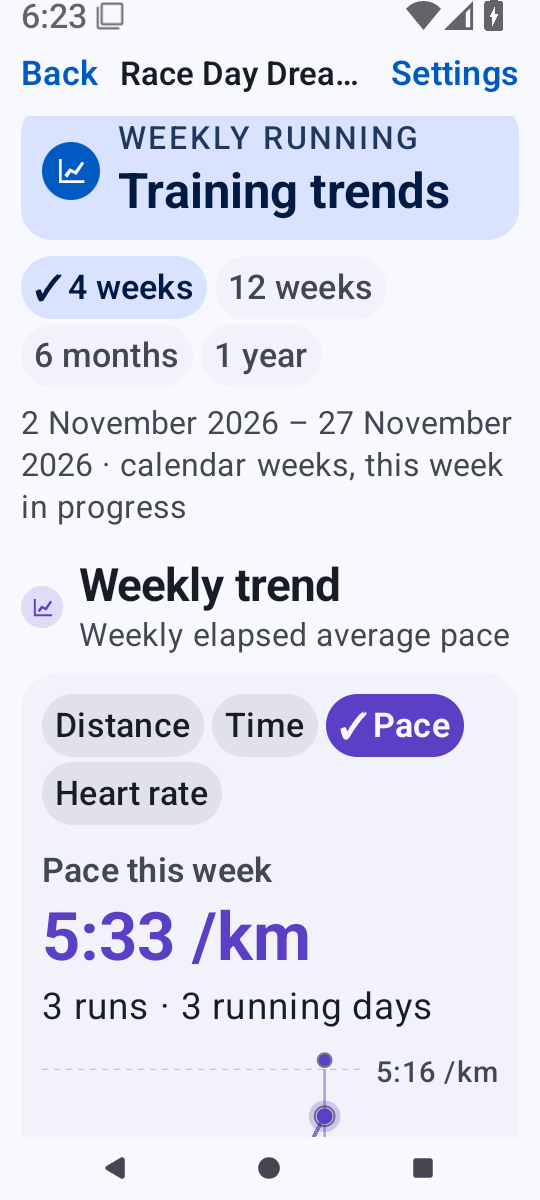 6:23
Back Race Day Drea... Settings
WEEKLY RUNNING
Training trends
✓4 weeks 12 weeks
6 months 1 year
2 November 2026 – 27 November
2026 · calendar weeks, this week
in progress
Weekly trend
Weekly elapsed average pace
Distance Time ✓Pace
Heart rate
Pace this week
5:33 /km
3 runs · 3 running days
5:16 /km